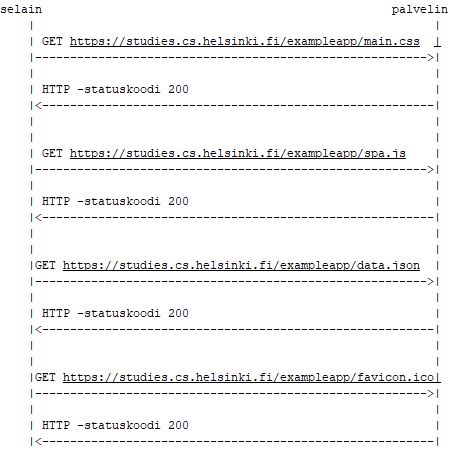 selain palvelin
| |
| GET https://studies.cs.helsinki.fi/exampleapp/main.css |
|-------------------------------------------------------->|
| |
| HTTP -statuskoodi 200 |
|<--------------------------------------------------------|
| |
| |
| GET https://studies.cs.helsinki.fi/exampleapp/spa.js |
|-------------------------------------------------------->|
| |
| HTTP -statuskoodi 200 |
|<--------------------------------------------------------|
| |
| |
|GET https://studies.cs.helsinki.fi/exampleapp/data.json |
|-------------------------------------------------------->|
| |
| HTTP -statuskoodi 200 |
|<--------------------------------------------------------|
| |
| |
|GET https://studies.cs.helsinki.fi/exampleapp/favicon.ico|
|-------------------------------------------------------->|
| |
| HTTP -statuskoodi 200 |
|<--------------------------------------------------------|